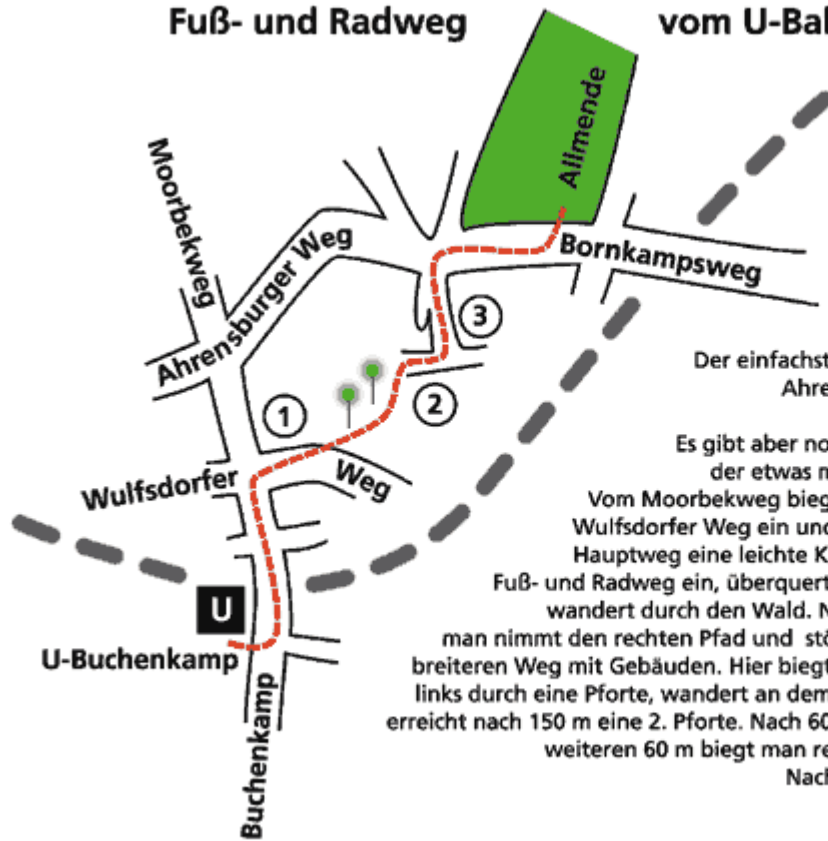 Fuß- und Radweg vom U-Bal
Allmende
Moorbekweg
Ahrensburger Weg
Bornkampsweg
3
1
2
Wulfsdorfer Weg
U
U-Buchenkamp
Buchenkamp
Der einfachst
Ahre
Es gibt aber no
der etwas m
Vom Moorbekweg bieg
Wulfsdorfer Weg ein und
Hauptweg eine leichte K
Fuß- und Radweg ein, überquert
wandert durch den Wald. N
man nimmt den rechten Pfad und stö
breiteren Weg mit Gebäuden. Hier biegt
links durch eine Pforte, wandert an dem
erreicht nach 150 m eine 2. Pforte. Nach 60
weiteren 60 m biegt man re
Nach